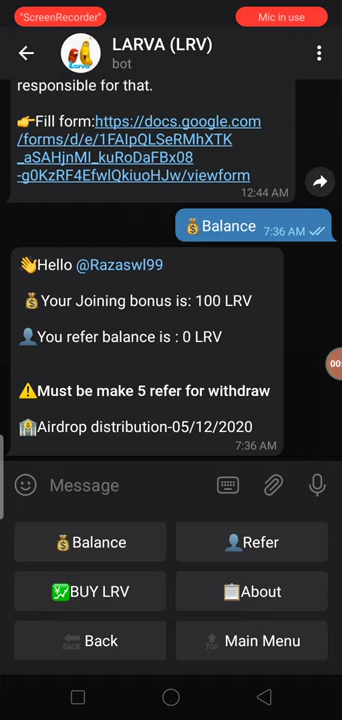 "ScreenRecorder"
Mic in use
LARVA (LRV)
bot
responsible for that.
👉Fill form:https://docs.google.com
/forms/d/e/1FAIpQLSeRMhXTK
_aSAHjnMI_kuRoDaFBx08
-g0KzRF4EfwlQkiuoHJw/viewform
12:44 AM
💰Balance 7:36 AM
👋Hello @Razaswl99
💰Your Joining bonus is: 100 LRV
👤You refer balance is : 0 LRV
⚠️Must be make 5 refer for withdraw
🏦Airdrop distribution-05/12/2020
7:36 AM
00:
Message
💰Balance
👤Refer
💹BUY LRV
📋About
🔙Back
🔝Main Menu